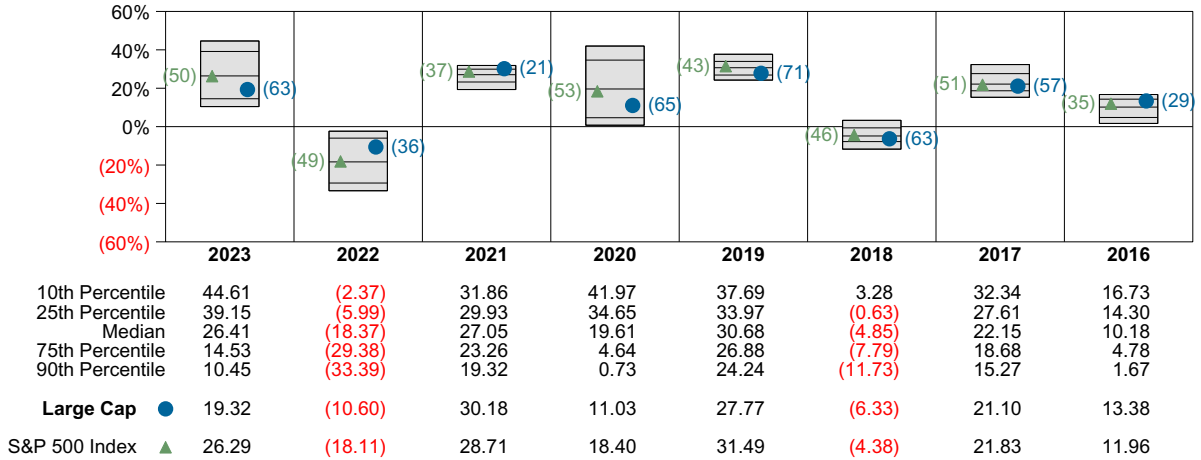 60%
40%
20%
0%
(20%)
(40%)
(60%)
(50) (63) (49) (36) (37) (21) (53) (65) (43) (71) (46) (63) (51) (57) (35) (29)
2023 2022 2021 2020 2019 2018 2017 2016
10th Percentile 44.61 (2.37) 31.86 41.97 37.69 3.28 32.34 16.73
25th Percentile 39.15 (5.99) 29.93 34.65 33.97 (0.63) 27.61 14.30
Median 26.41 (18.37) 27.05 19.61 30.68 (4.85) 22.15 10.18
75th Percentile 14.53 (29.38) 23.26 4.64 26.88 (7.79) 18.68 4.78
90th Percentile 10.45 (33.39) 19.32 0.73 24.24 (11.73) 15.27 1.67
Large Cap 19.32 (10.60) 30.18 11.03 27.77 (6.33) 21.10 13.38
S&P 500 Index 26.29 (18.11) 28.71 18.40 31.49 (4.38) 21.83 11.96